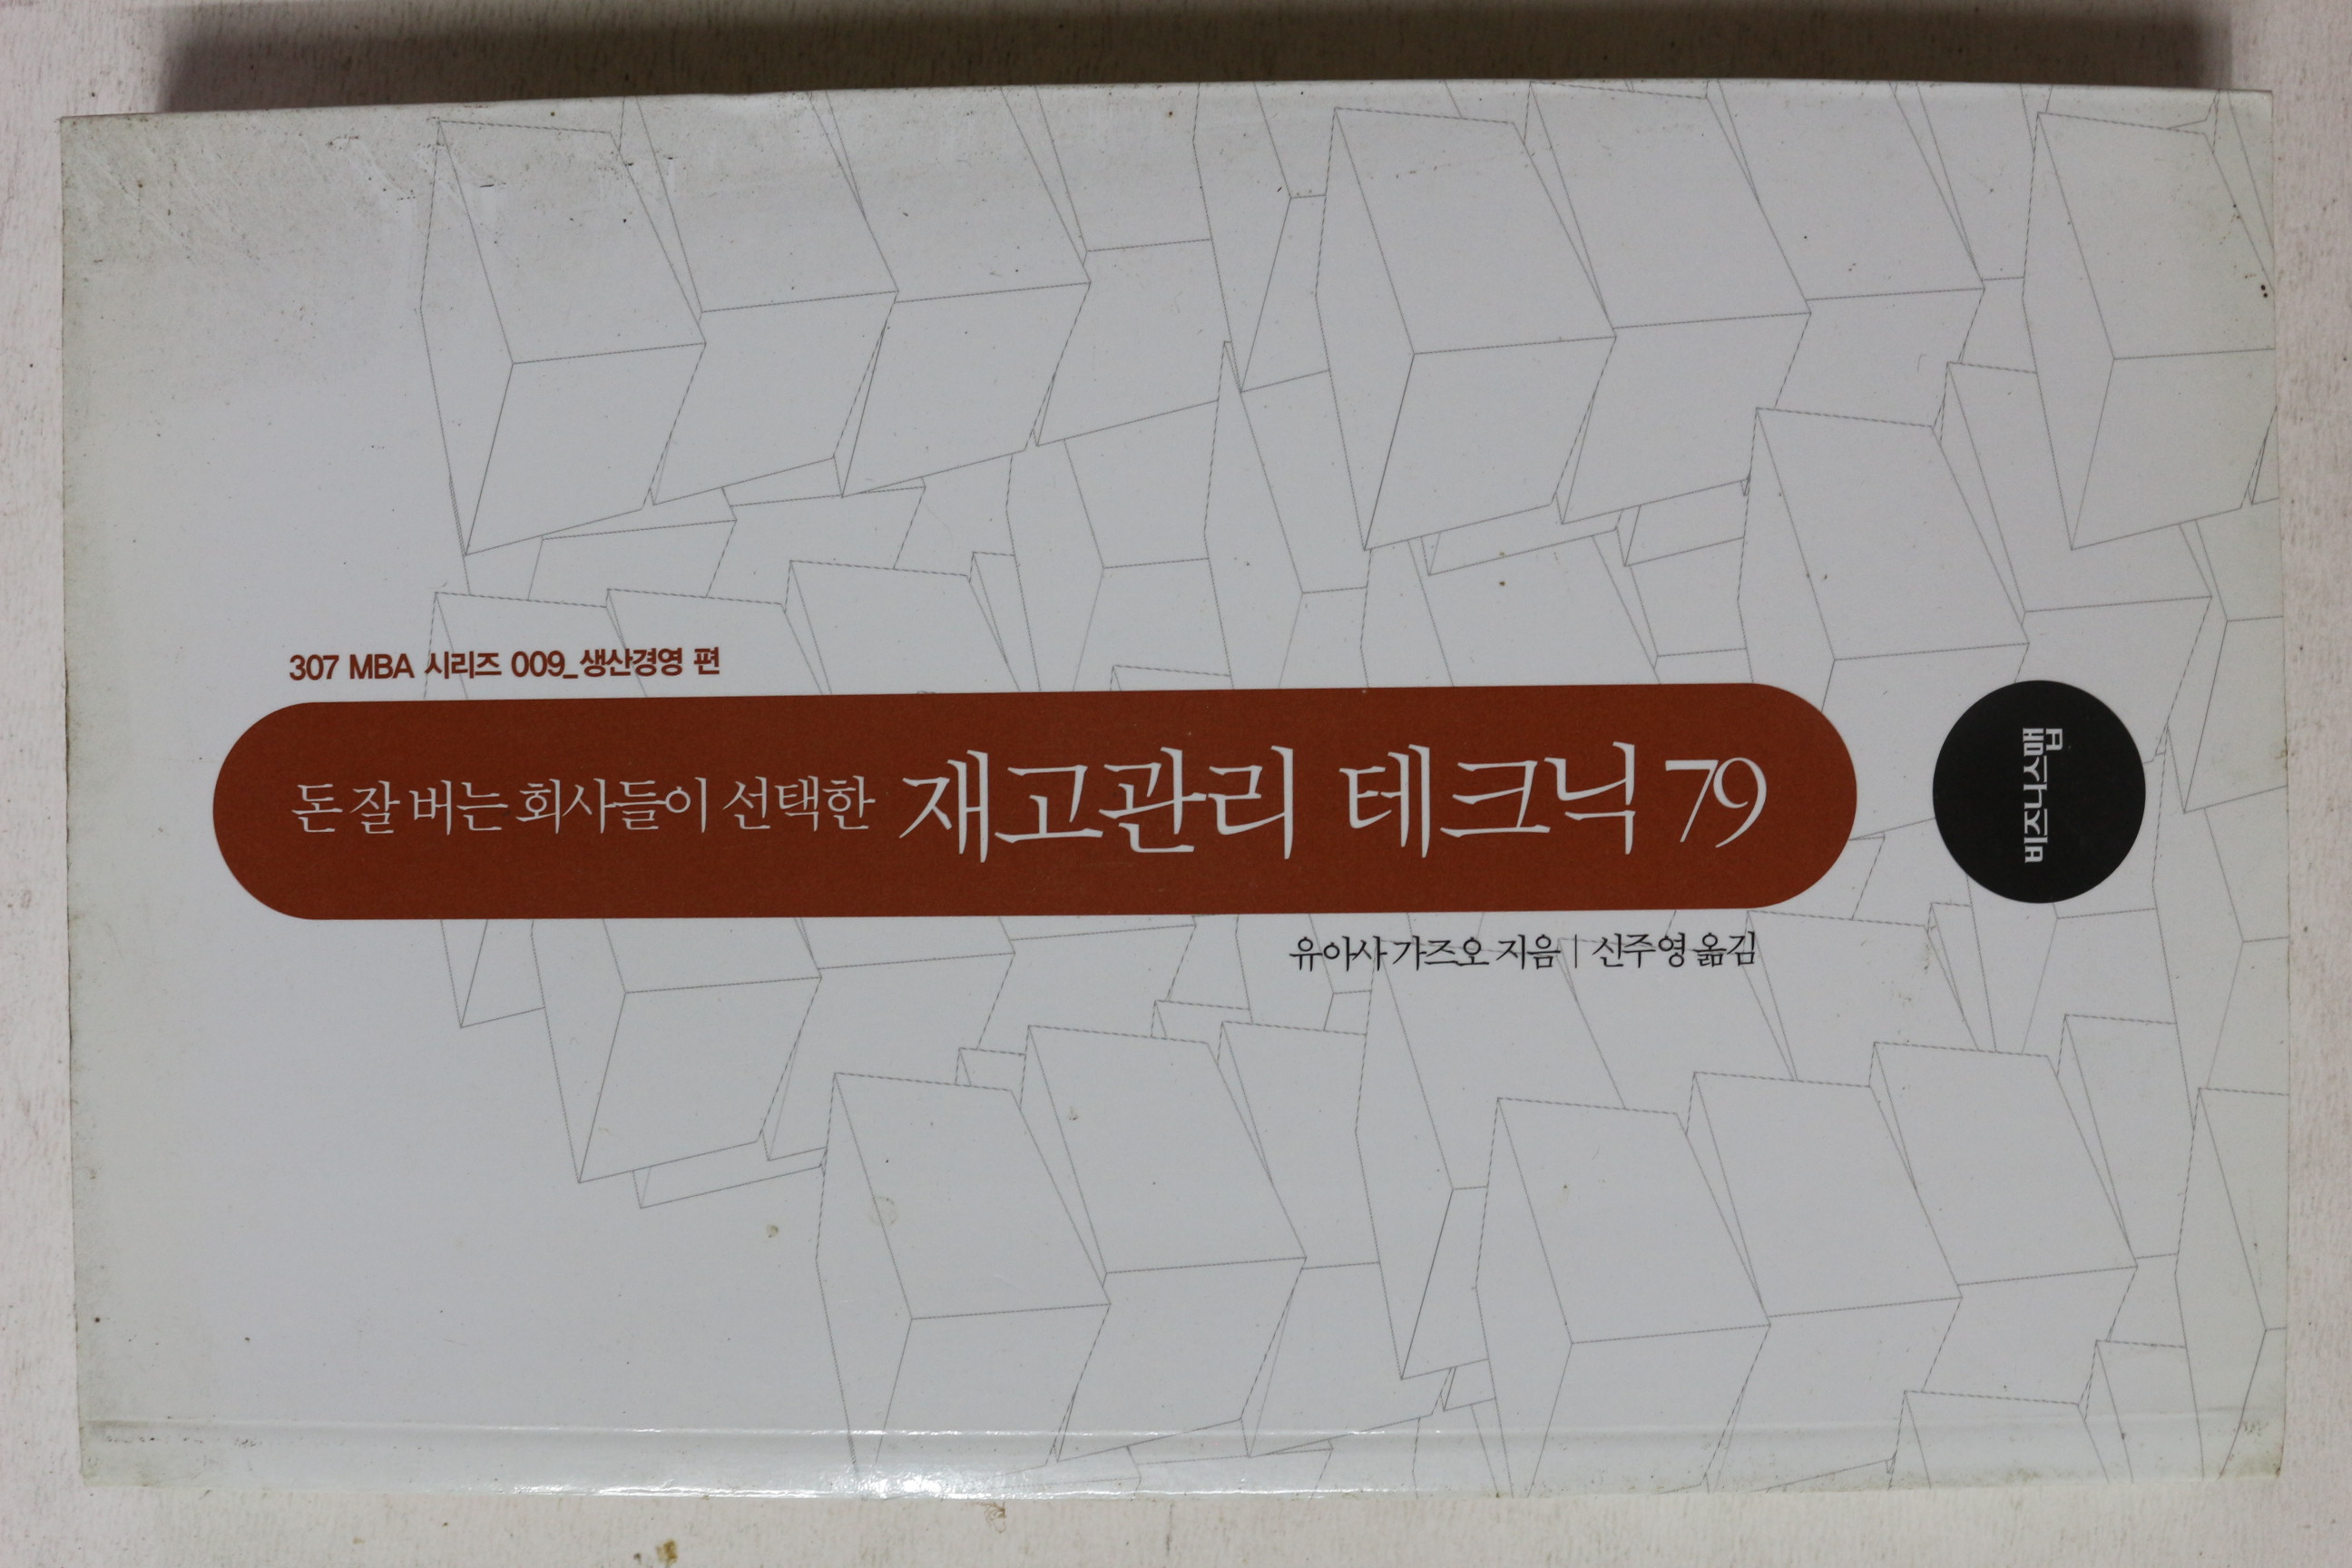 307 MBA 시리즈 009_생산경영 편
돈 잘 버는 회사들이 선택한 재고관리 테크닉 79
유아사 가즈오 지음 | 신주영 옮김
비즈니스맵